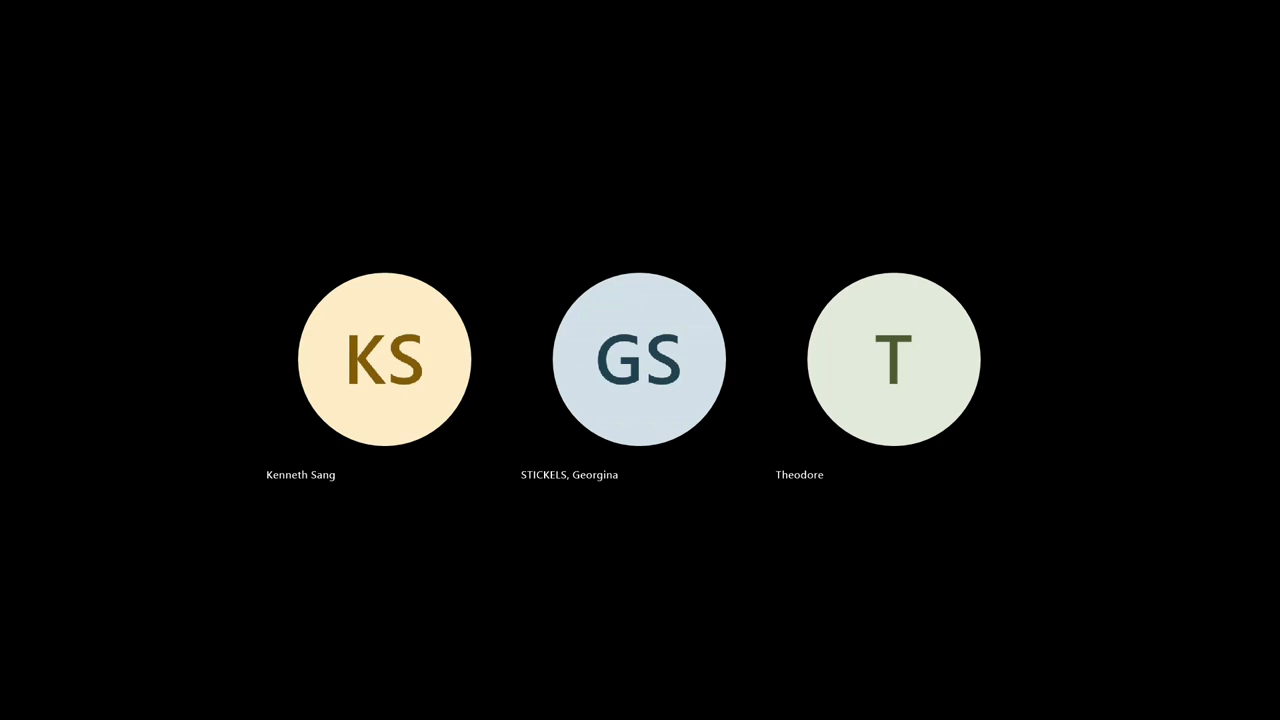 KS
GS
T
Kenneth Sang
STICKELS, Georgina
Theodore